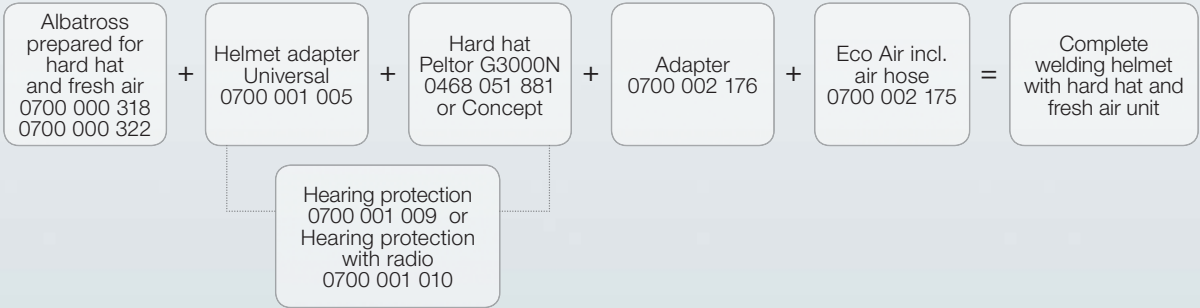 Albatross
prepared for
hard hat
and fresh air
0700 000 318
0700 000 322
+
Helmet adapter
Universal
0700 001 005
+
Hard hat
Peltor G3000N
0468 051 881
or Concept
+
Adapter
0700 002 176
+
Eco Air incl.
air hose
0700 002 175
=
Complete
welding helmet
with hard hat and
fresh air unit
Hearing protection
0700 001 009 or
Hearing protection
with radio
0700 001 010